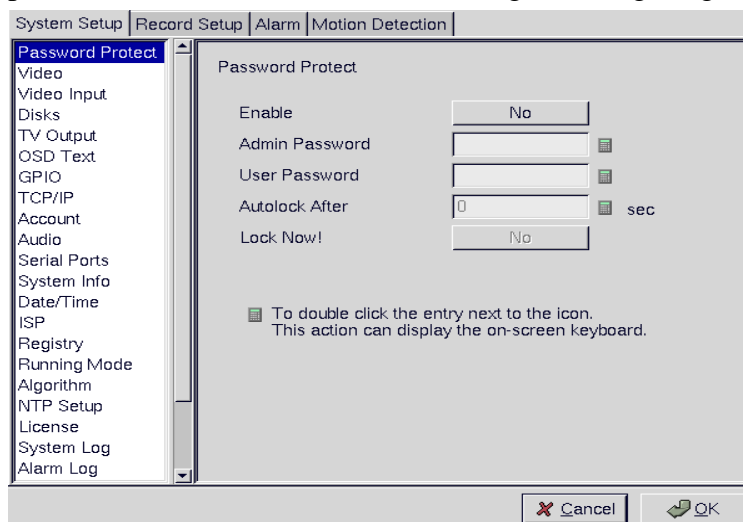 System Setup Record Setup Alarm Motion Detection
Password Protect
Video
Video Input
Disks
TV Output
OSD Text
GPIO
TCP/IP
Account
Audio
Serial Ports
System Info
Date/Time
ISP
Registry
Running Mode
Algorithm
NTP Setup
License
System Log
Alarm Log
Password Protect
Enable No
Admin Password
User Password
Autolock After 0 sec
Lock Now! No
To double click the entry next to the icon.
This action can display the on-screen keyboard.
Cancel OK